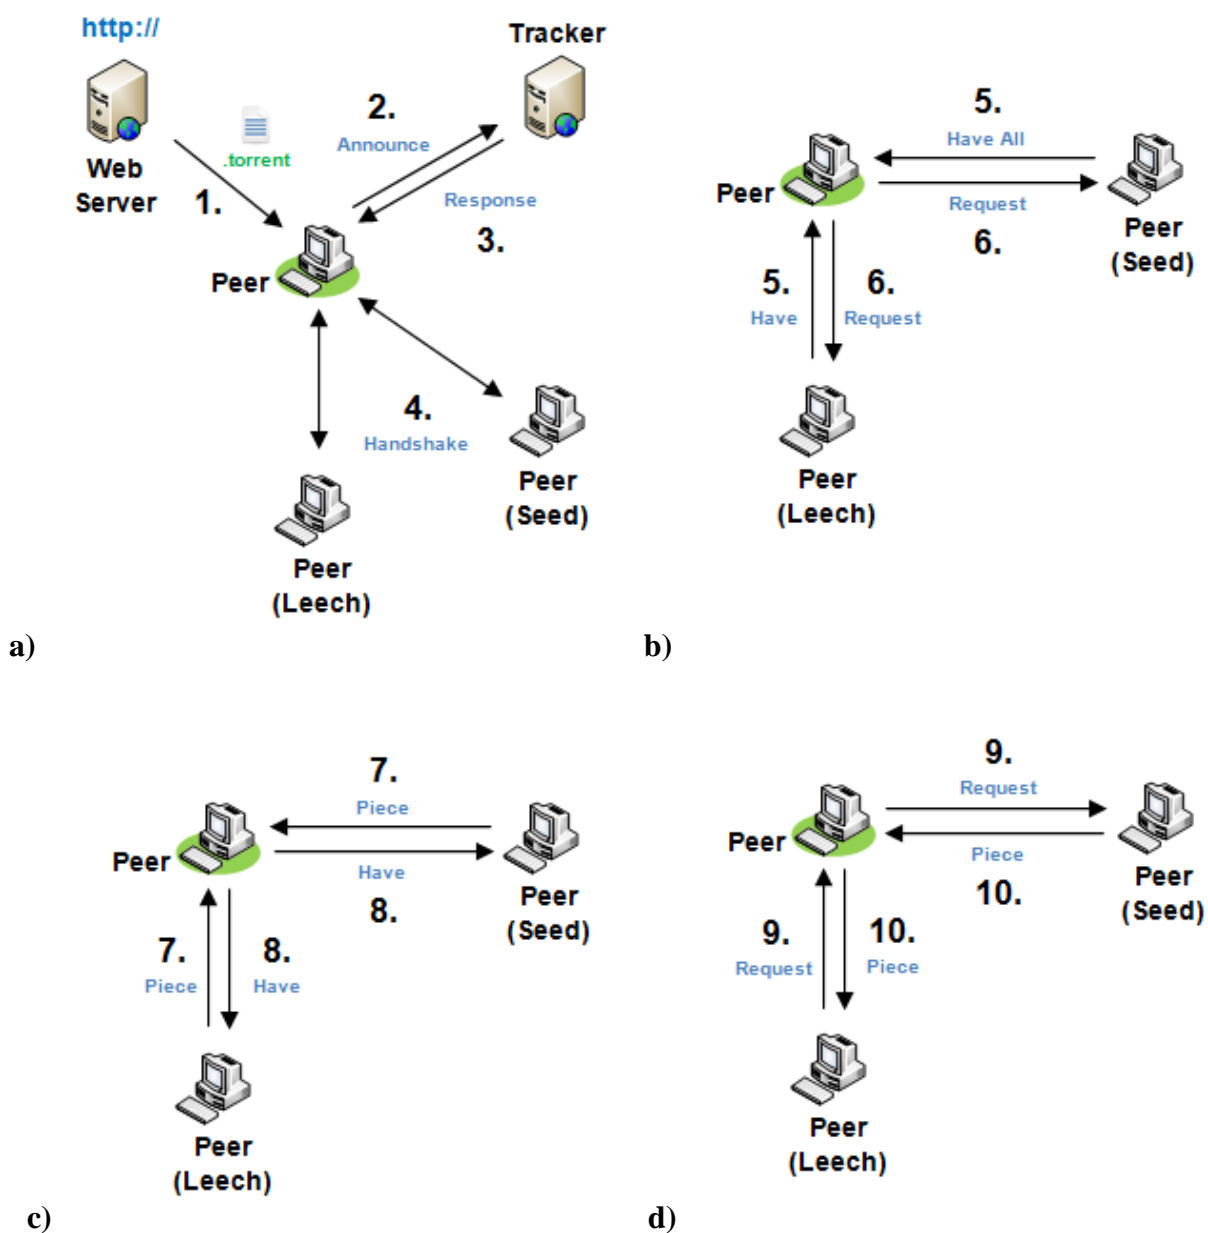 http://
Tracker
2.
Announce
.torrent
Web
Server
1.
Response
3.
Peer
4.
Handshake
Peer
(Seed)
Peer
(Leech)
a)
5.
Have All
Peer
Request
6.
Peer
(Seed)
5.
Have
6.
Request
Peer
(Leech)
b)
7.
Piece
Peer
Have
8.
Peer
(Seed)
7.
Piece
8.
Have
Peer
(Leech)
c)
9.
Request
Peer
Piece
10.
Peer
(Seed)
9.
Request
10.
Piece
Peer
(Leech)
d)